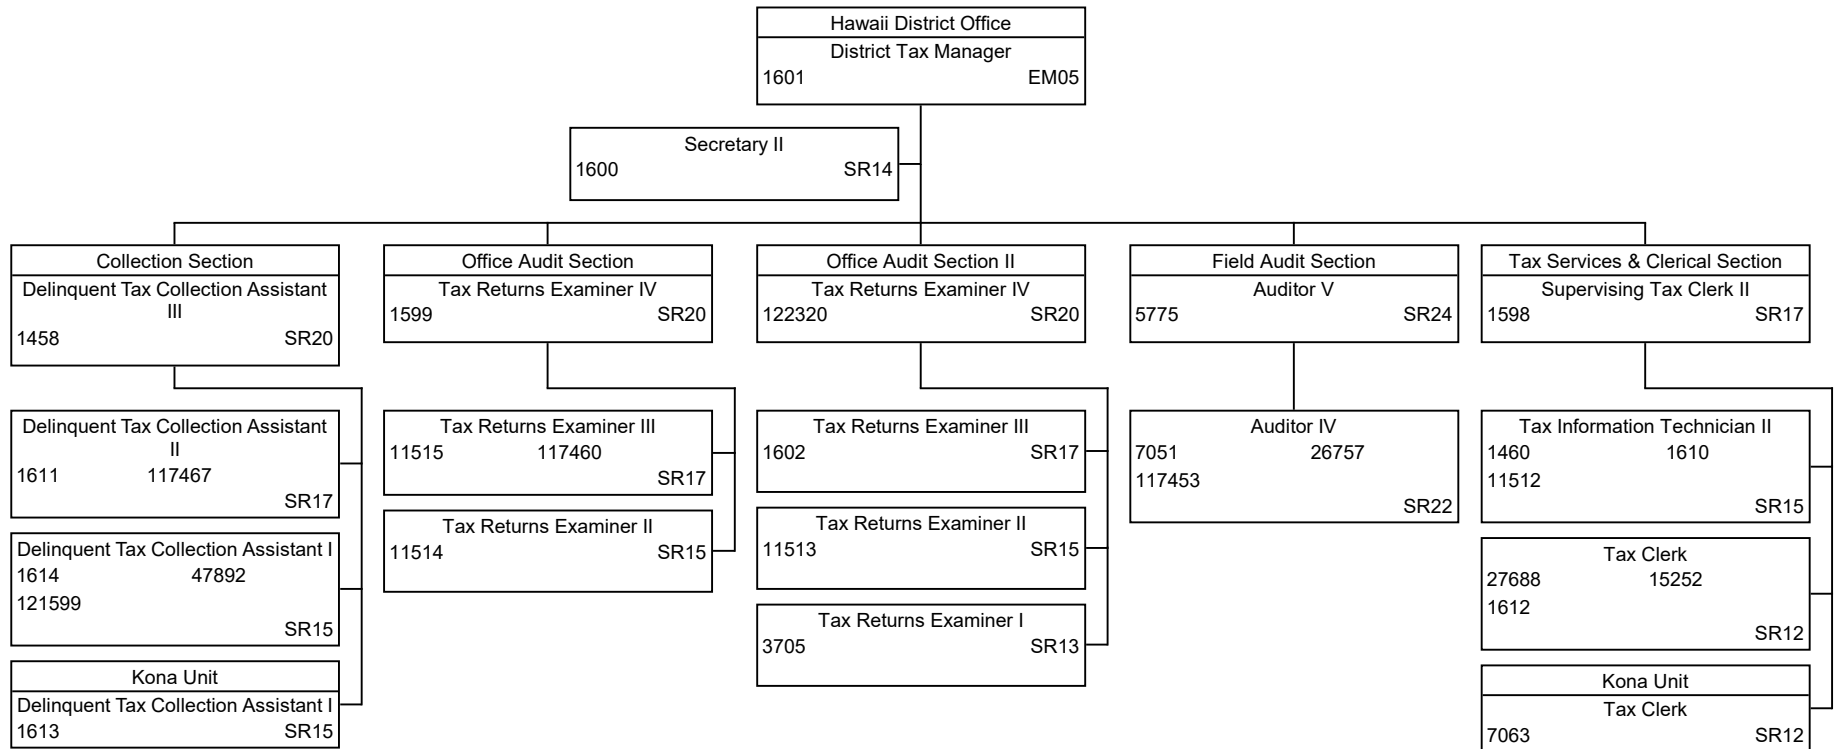 Hawaii District Office
District Tax Manager
1601 EM05
Secretary II
1600 SR14
Collection Section
Delinquent Tax Collection Assistant
III
1458 SR20
Delinquent Tax Collection Assistant
II
1611 117467
SR17
Delinquent Tax Collection Assistant I
1614 47892
121599
SR15
Kona Unit
Delinquent Tax Collection Assistant I
1613 SR15
Office Audit Section
Tax Returns Examiner IV
1599 SR20
Tax Returns Examiner III
11515 117460
SR17
Tax Returns Examiner II
11514 SR15
Office Audit Section II
Tax Returns Examiner IV
122320 SR20
Tax Returns Examiner III
1602 SR17
Tax Returns Examiner II
11513 SR15
Tax Returns Examiner I
3705 SR13
Field Audit Section
Auditor V
5775 SR24
Auditor IV
7051 26757
117453
SR22
Tax Services & Clerical Section
Supervising Tax Clerk II
1598 SR17
Tax Information Technician II
1460 1610
11512
SR15
Tax Clerk
27688 15252
1612
SR12
Kona Unit
Tax Clerk
7063 SR12